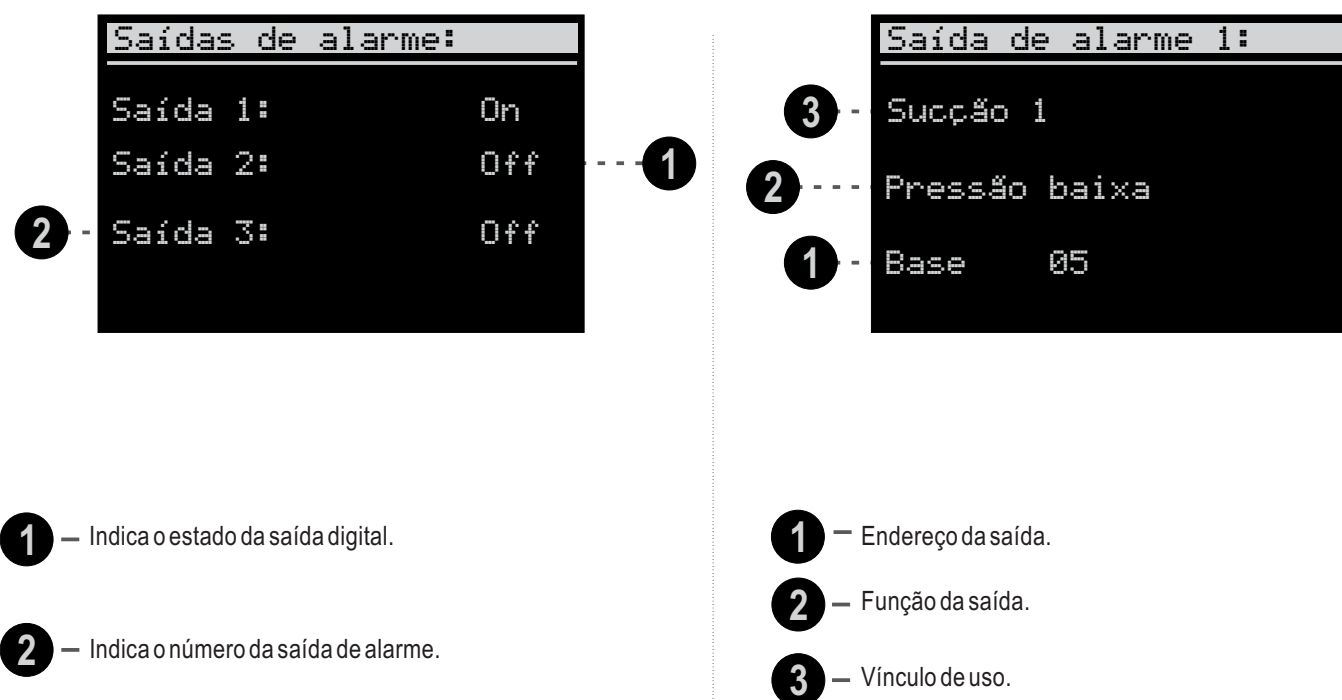 Saídas de alarme:
Saída 1: On
Saída 2: Off
1
2
Saída 3: Off
1 – Indica o estado da saída digital.
2 – Indica o número da saída de alarme.
Saída de alarme 1:
3
Sucção 1
2
Pressão baixa
1
Base 05
1 – Endereço da saída.
2 – Função da saída.
3 – Vínculo de uso.